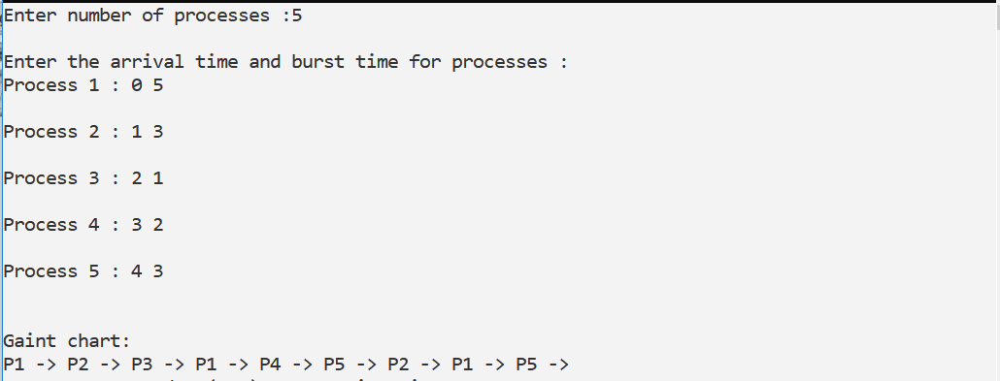 Enter number of processes :5
Enter the arrival time and burst time for processes :
Process 1 : 0 5
Process 2 : 1 3
Process 3 : 2 1
Process 4 : 3 2
Process 5 : 4 3
Gaint chart:
P1 -> P2 -> P3 -> P1 -> P4 -> P5 -> P2 -> P1 -> P5 ->